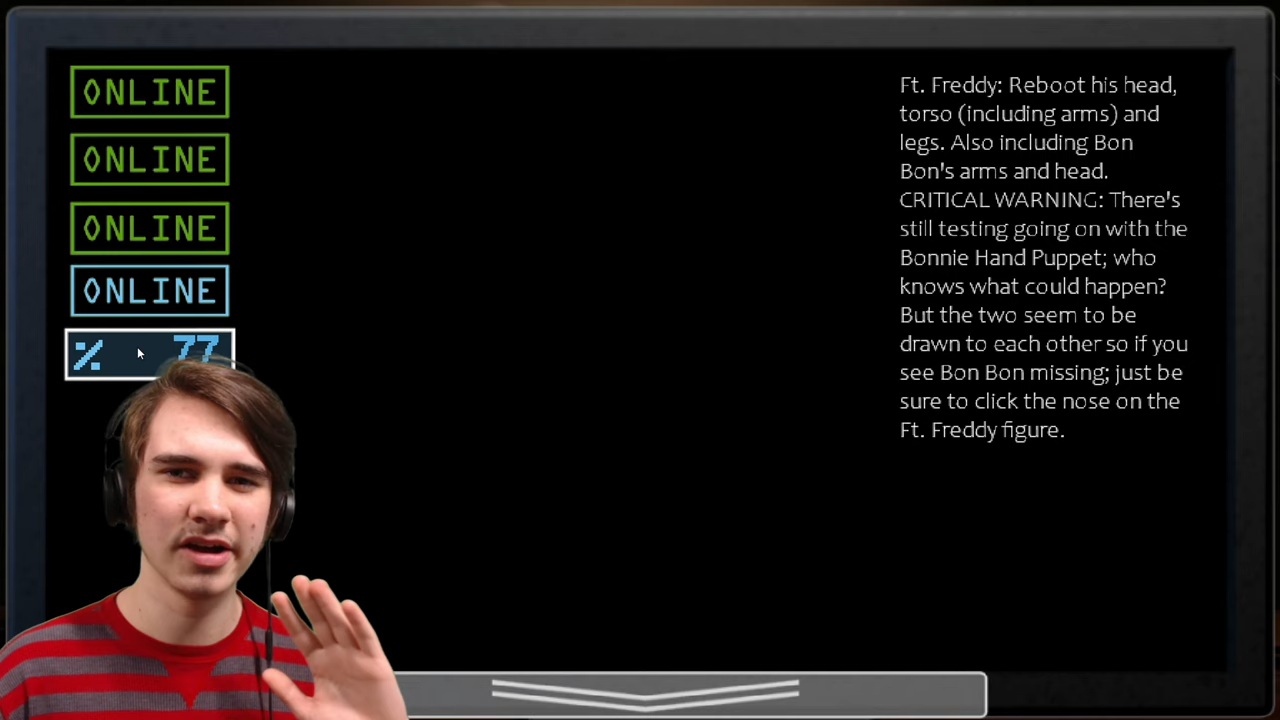 ONLINE
ONLINE
ONLINE
ONLINE
% 77
Ft. Freddy: Reboot his head,
torso (including arms) and
legs. Also including Bon
Bon's arms and head.
CRITICAL WARNING: There's
still testing going on with the
Bonnie Hand Puppet; who
knows what could happen?
But the two seem to be
drawn to each other so if you
see Bon Bon missing; just be
sure to click the nose on the
Ft. Freddy figure.